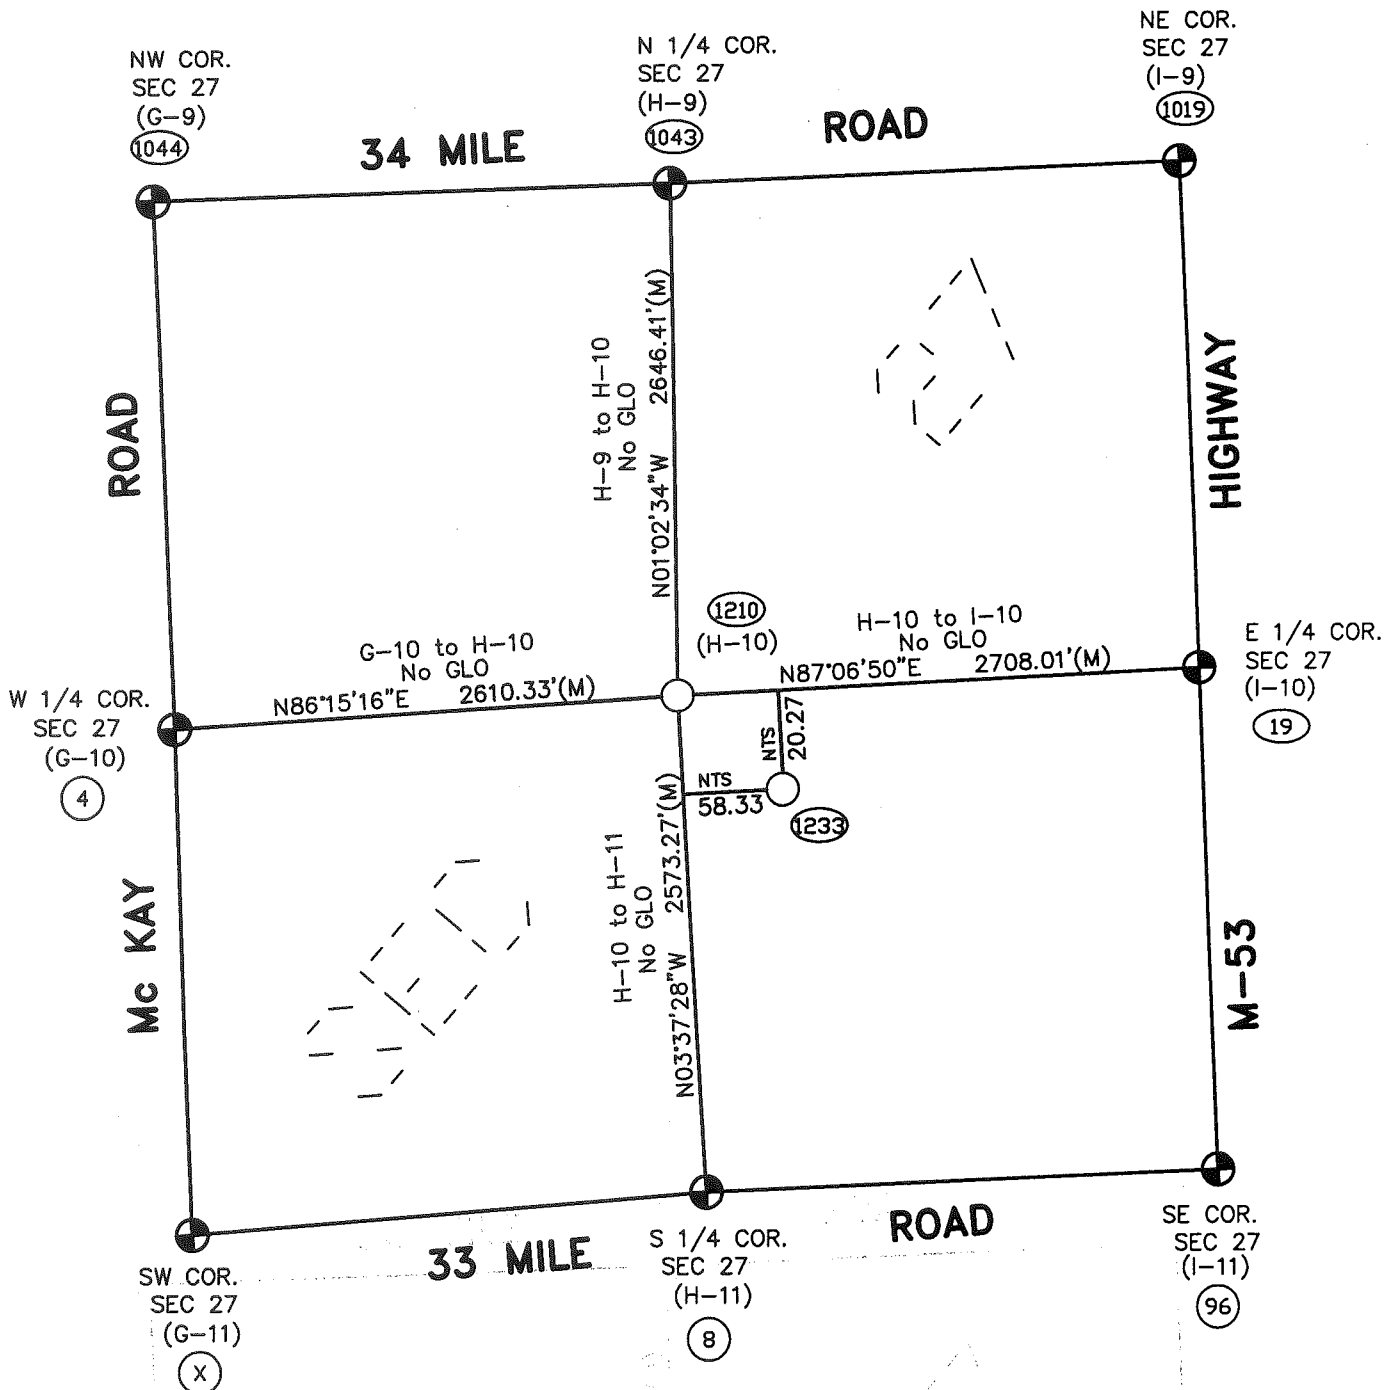 NW COR.
SEC 27
(G-9)
1044
34 MILE
N 1/4 COR.
SEC 27
(H-9)
1043
ROAD
NE COR.
SEC 27
(I-9)
1019
ROAD
H-9 to H-10
No GLO
N01°02'34"W 2646.41'(M)
HIGHWAY
1210
(H-10)
G-10 to H-10
No GLO
N86°15'16"E 2610.33'(M)
H-10 to I-10
No GLO
N87°06'50"E 2708.01'(M)
W 1/4 COR.
SEC 27
(G-10)
4
E 1/4 COR.
SEC 27
(I-10)
19
NTS
20.27
NTS
58.33
1233
Mc KAY
H-10 to H-11
No GLO
N03°37'28"W 2573.27'(M)
M-53
SW COR.
SEC 27
(G-11)
X
33 MILE
S 1/4 COR.
SEC 27
(H-11)
8
ROAD
SE COR.
SEC 27
(I-11)
96